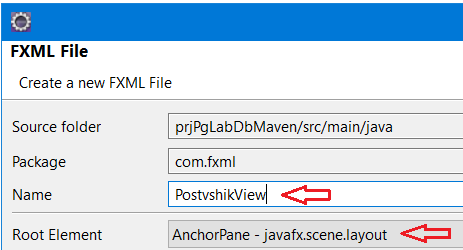 FXML File
Create a new FXML File
Source folder prjPgLabDbMaven/src/main/java
Package com.fxml
Name PostvshikView
Root Element AnchorPane - javafx.scene.layout